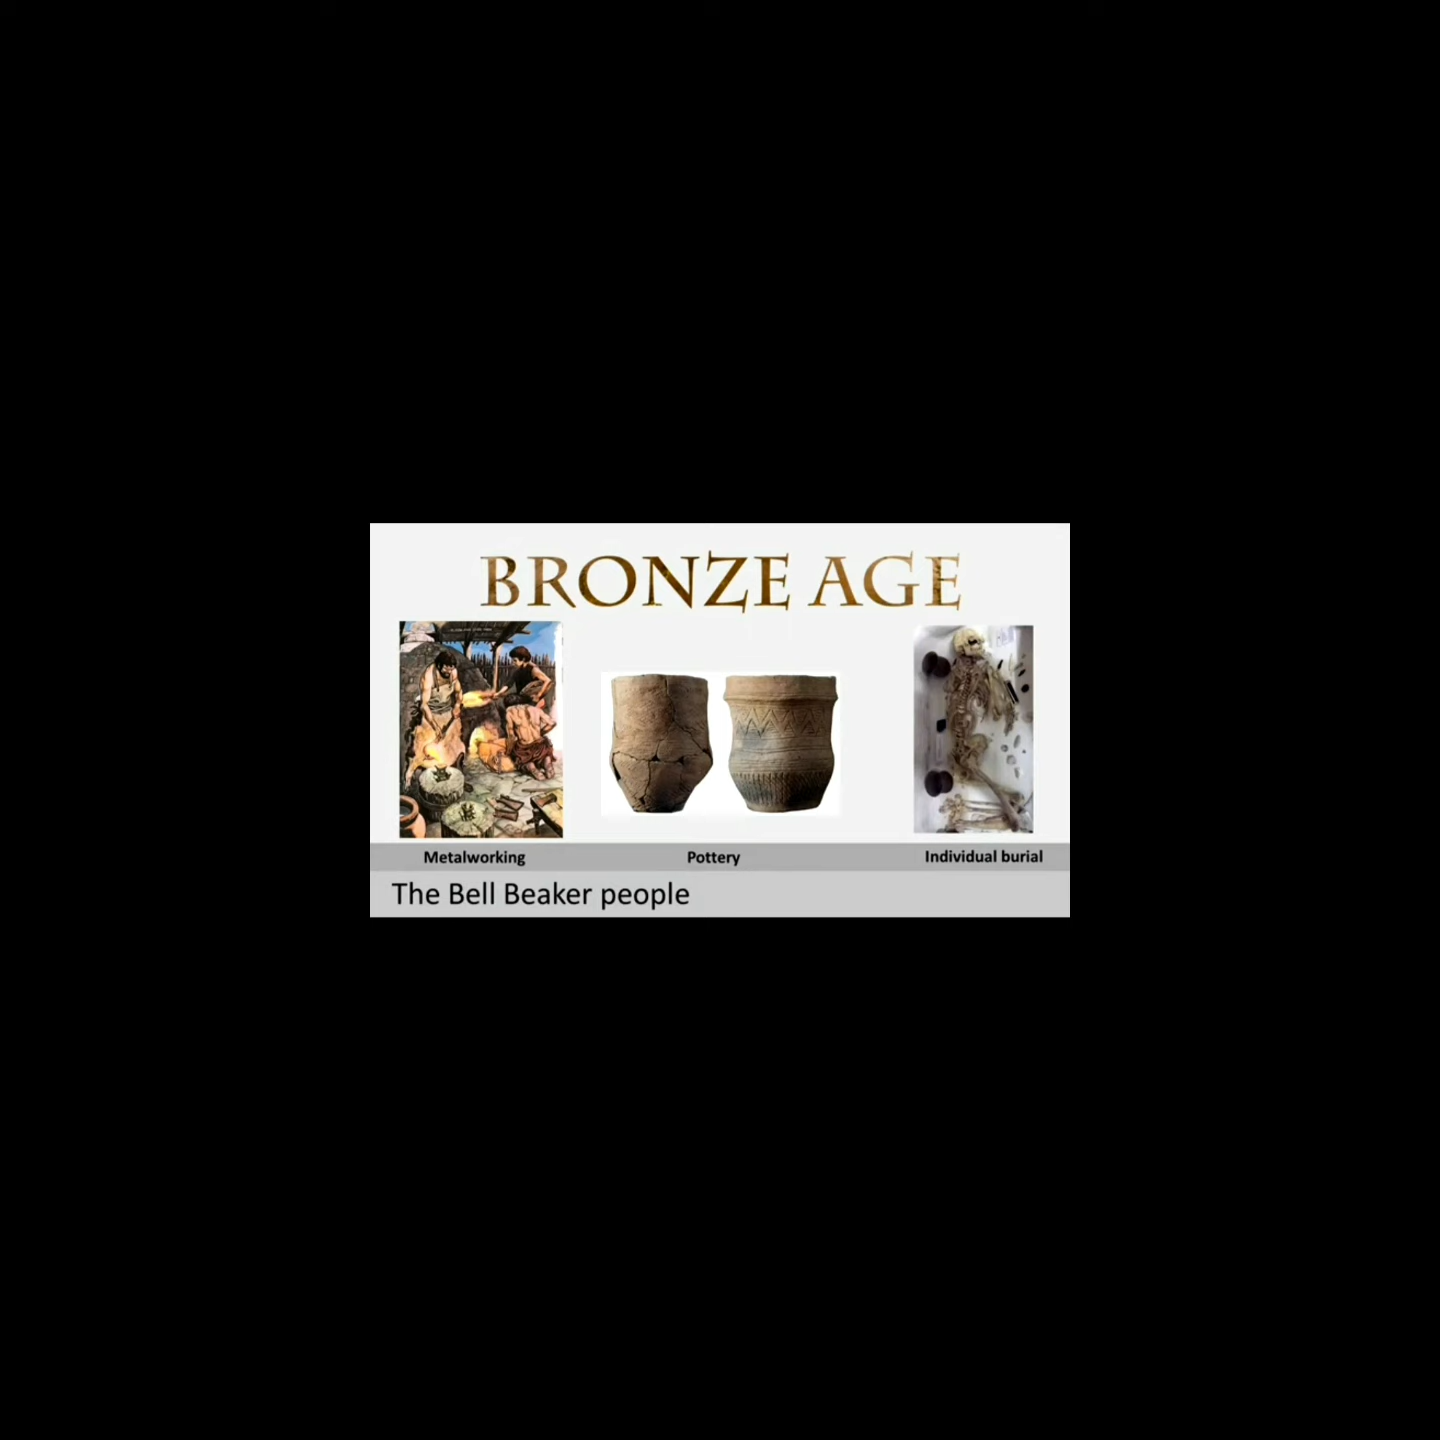 BRONZE AGE
Metalworking
Pottery
Individual burial
The Bell Beaker people